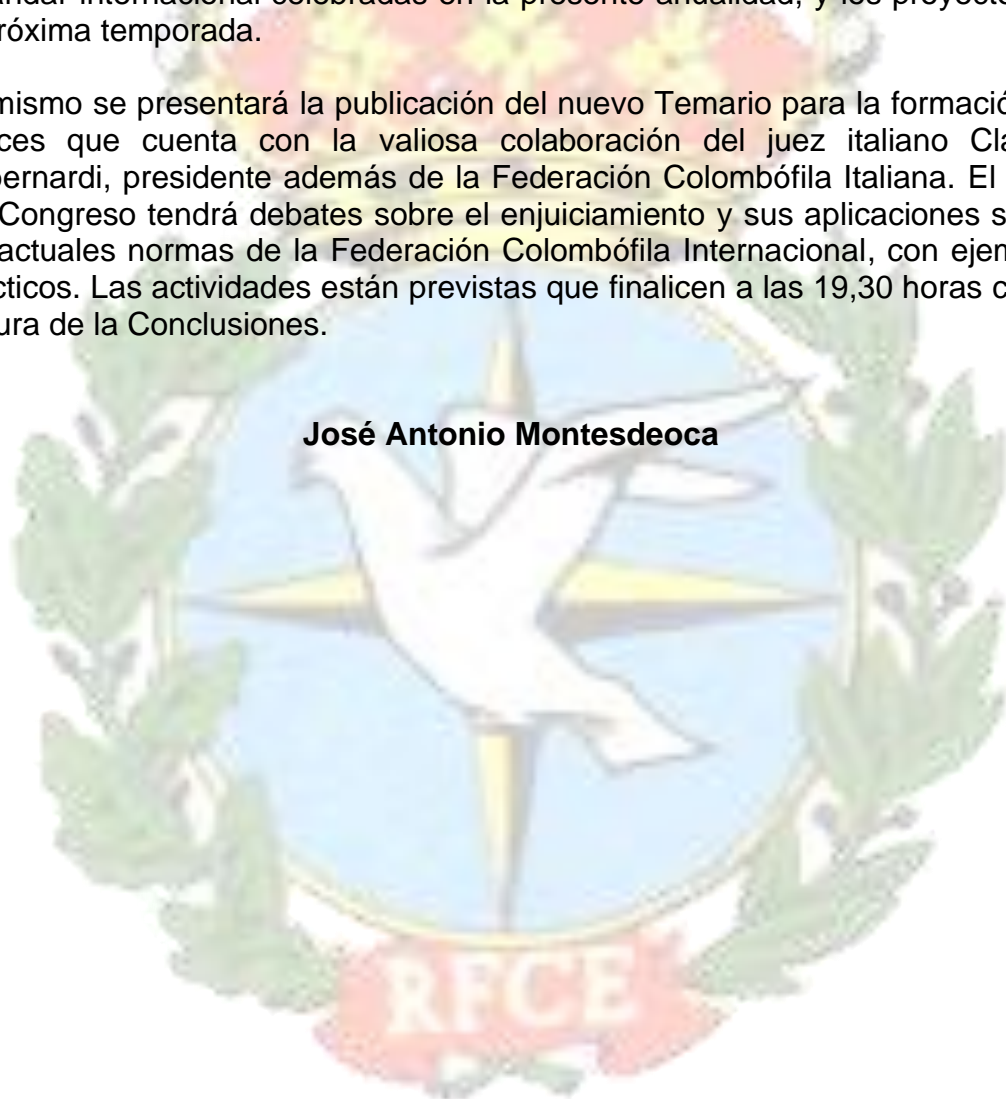 ndar internacional celebradas en la presente anualidad, y los proyecto
róxima temporada.
mismo se presentará la publicación del nuevo Temario para la formació
ces que cuenta con la valiosa colaboración del juez italiano Cla
bernardi, presidente además de la Federación Colombófila Italiana. El
Congreso tendrá debates sobre el enjuiciamiento y sus aplicaciones s
actuales normas de la Federación Colombófila Internacional, con ejem
cticos. Las actividades están previstas que finalicen a las 19,30 horas c
ura de la Conclusiones.
José Antonio Montesdeoca
RFCE